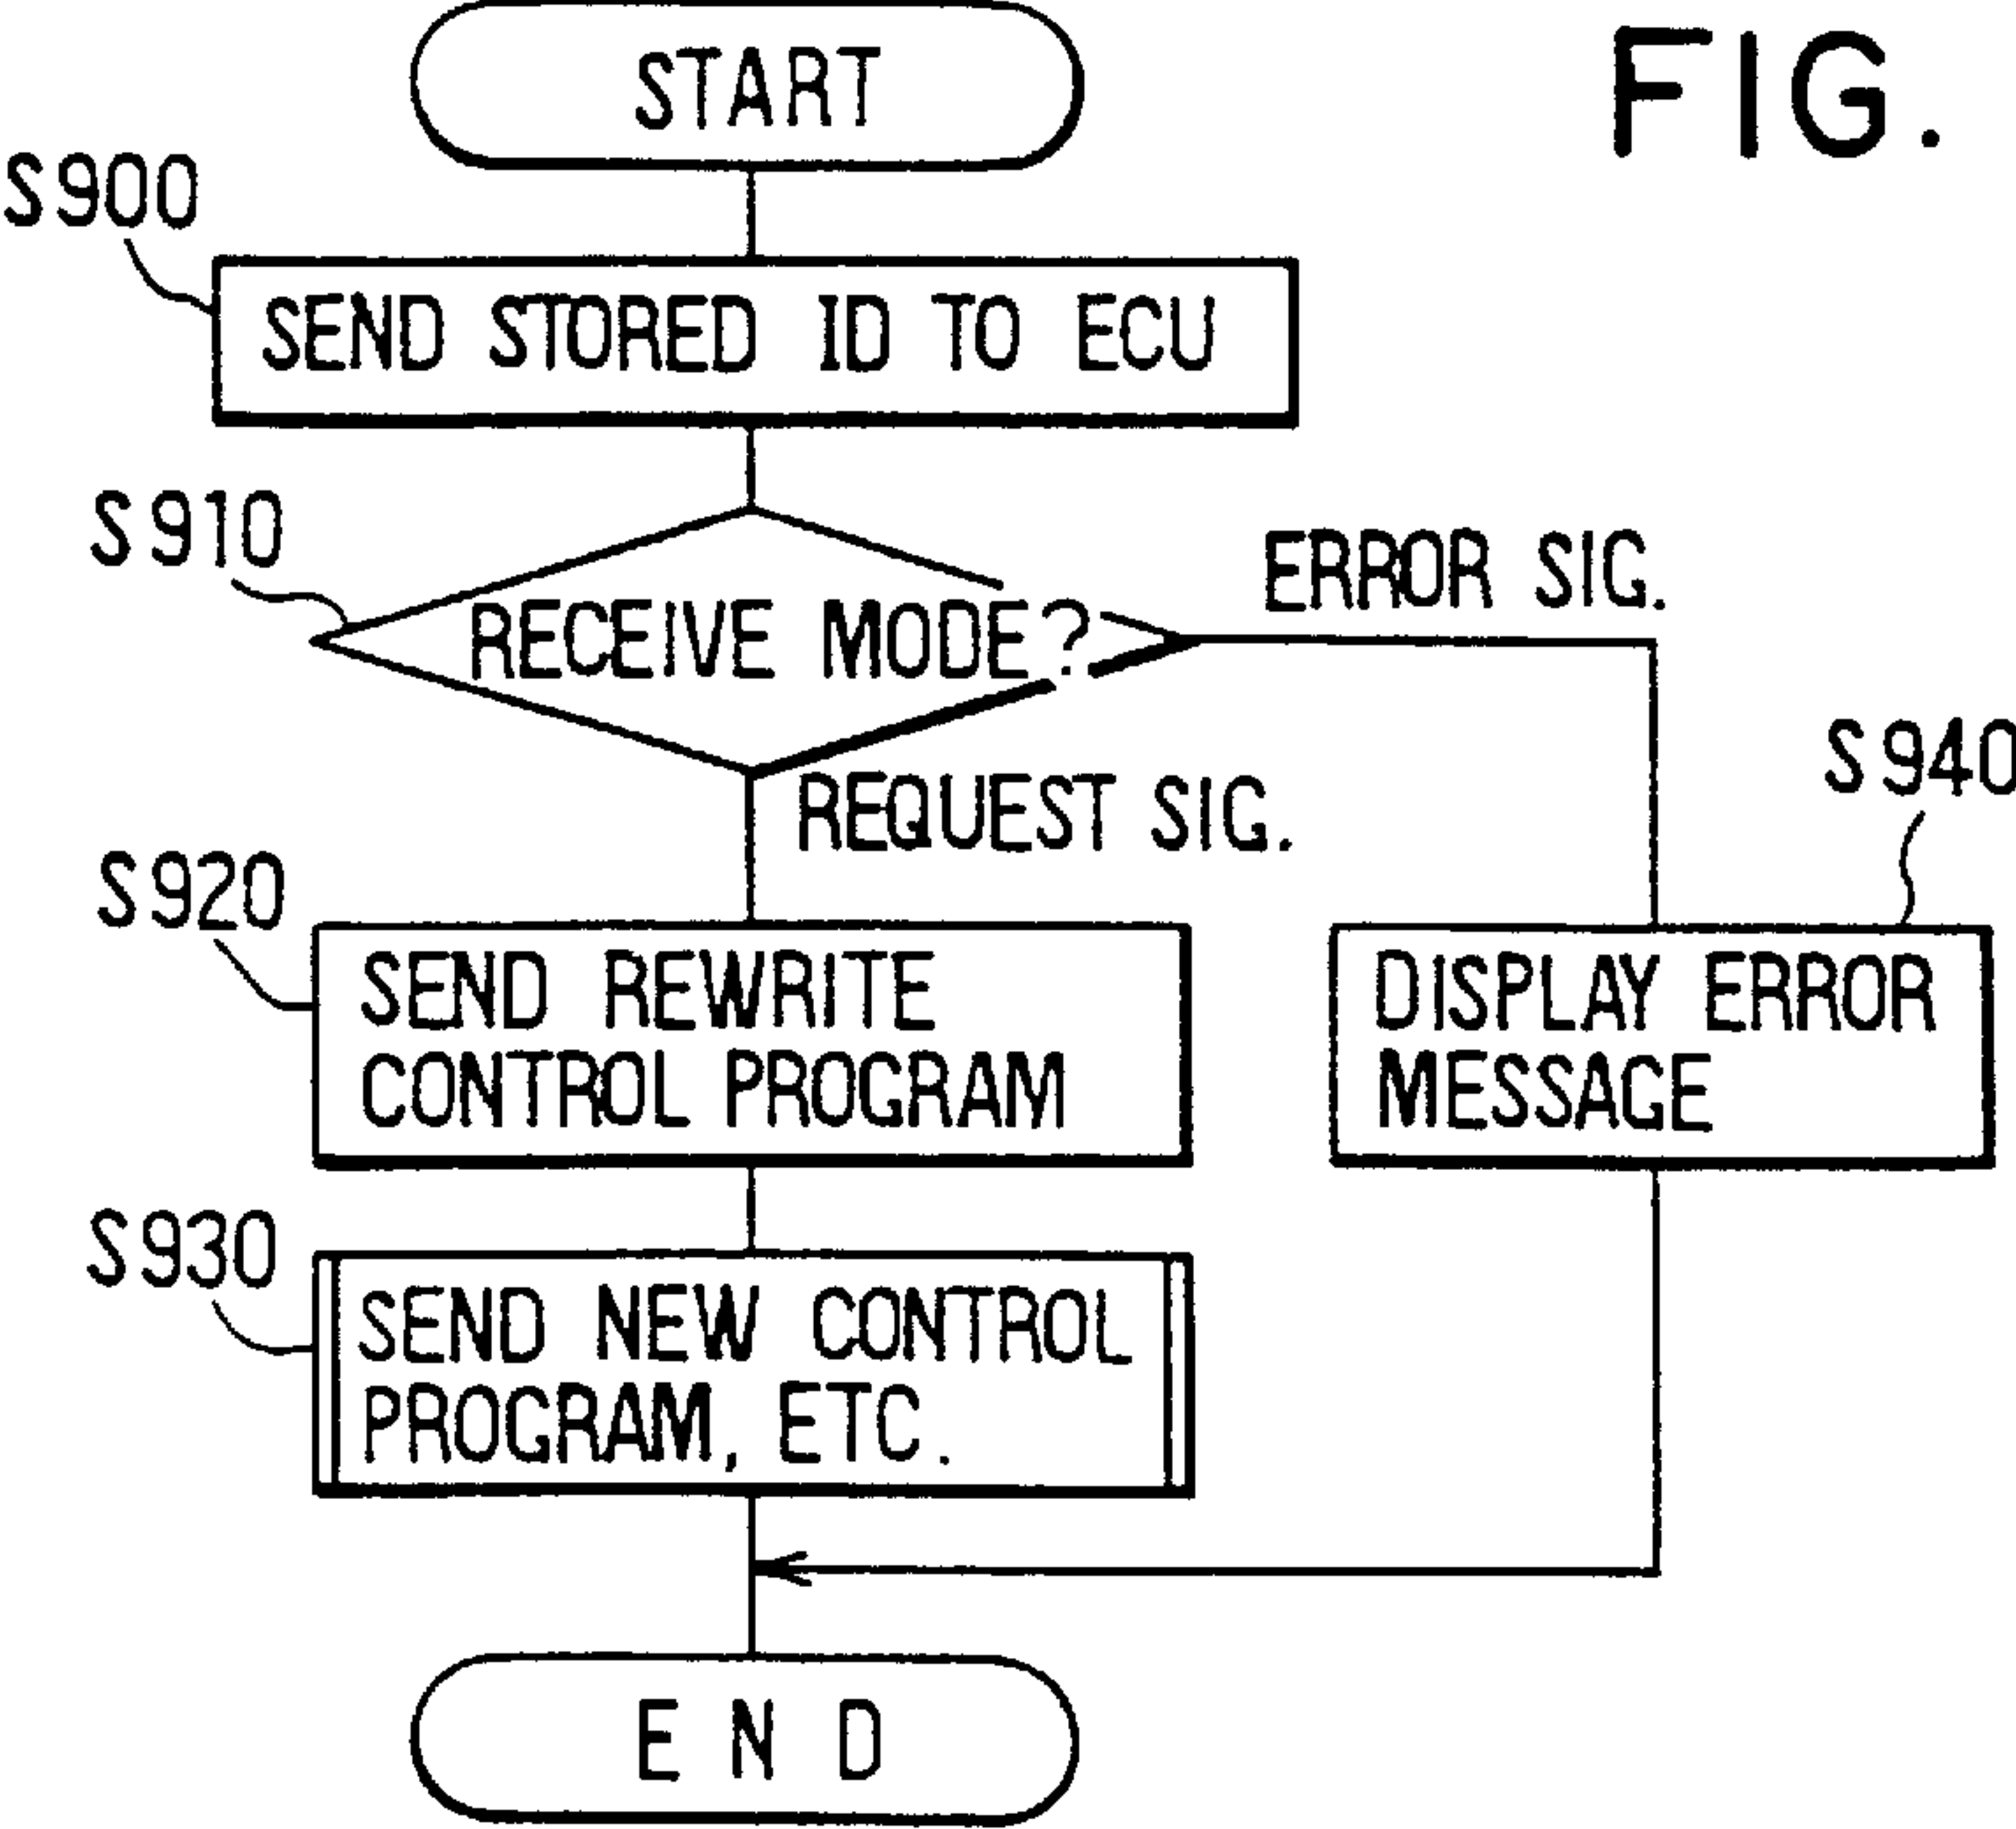 START
FIG.
S900
SEND STORED ID TO ECU
S910
RECEIVE MODE?
ERROR SIG.
REQUEST SIG.
S940
S920
SEND REWRITE
CONTROL PROGRAM
DISPLAY ERROR
MESSAGE
S930
SEND NEW CONTROL
PROGRAM, ETC.
END